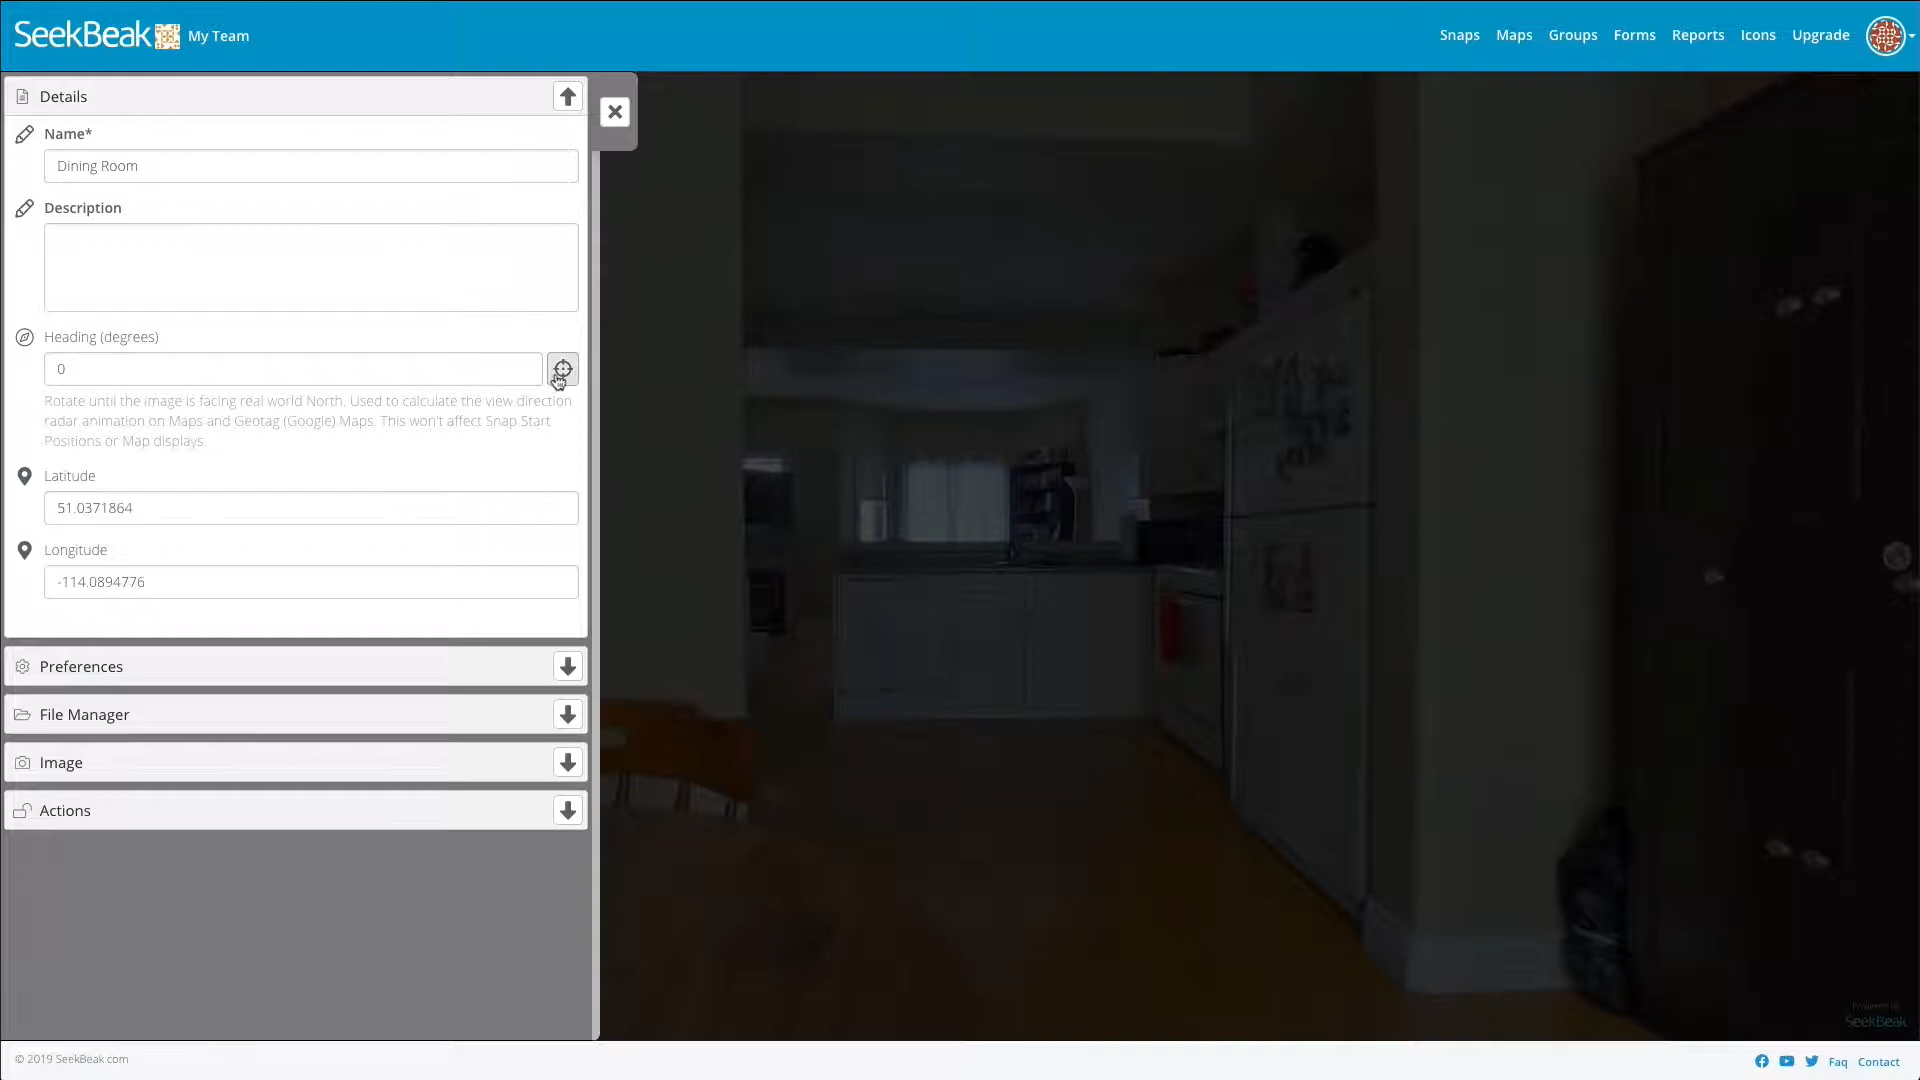 SeekBeak My Team Snaps Maps Groups Forms Reports Icons Upgrade
Details
Name*
Dining Room
Description
Heading (degrees)
0
Rotate until the image is facing real world North. Used to calculate the view direction
radar animation on Maps and Geotag (Google) Maps. This won't affect Snap Start
Positions or Map displays.
Latitude
51.0371864
Longitude
-114.0894776
Preferences
File Manager
Image
Actions
Powered by
SeekBeak
© 2019 SeekBeak.com Faq Contact